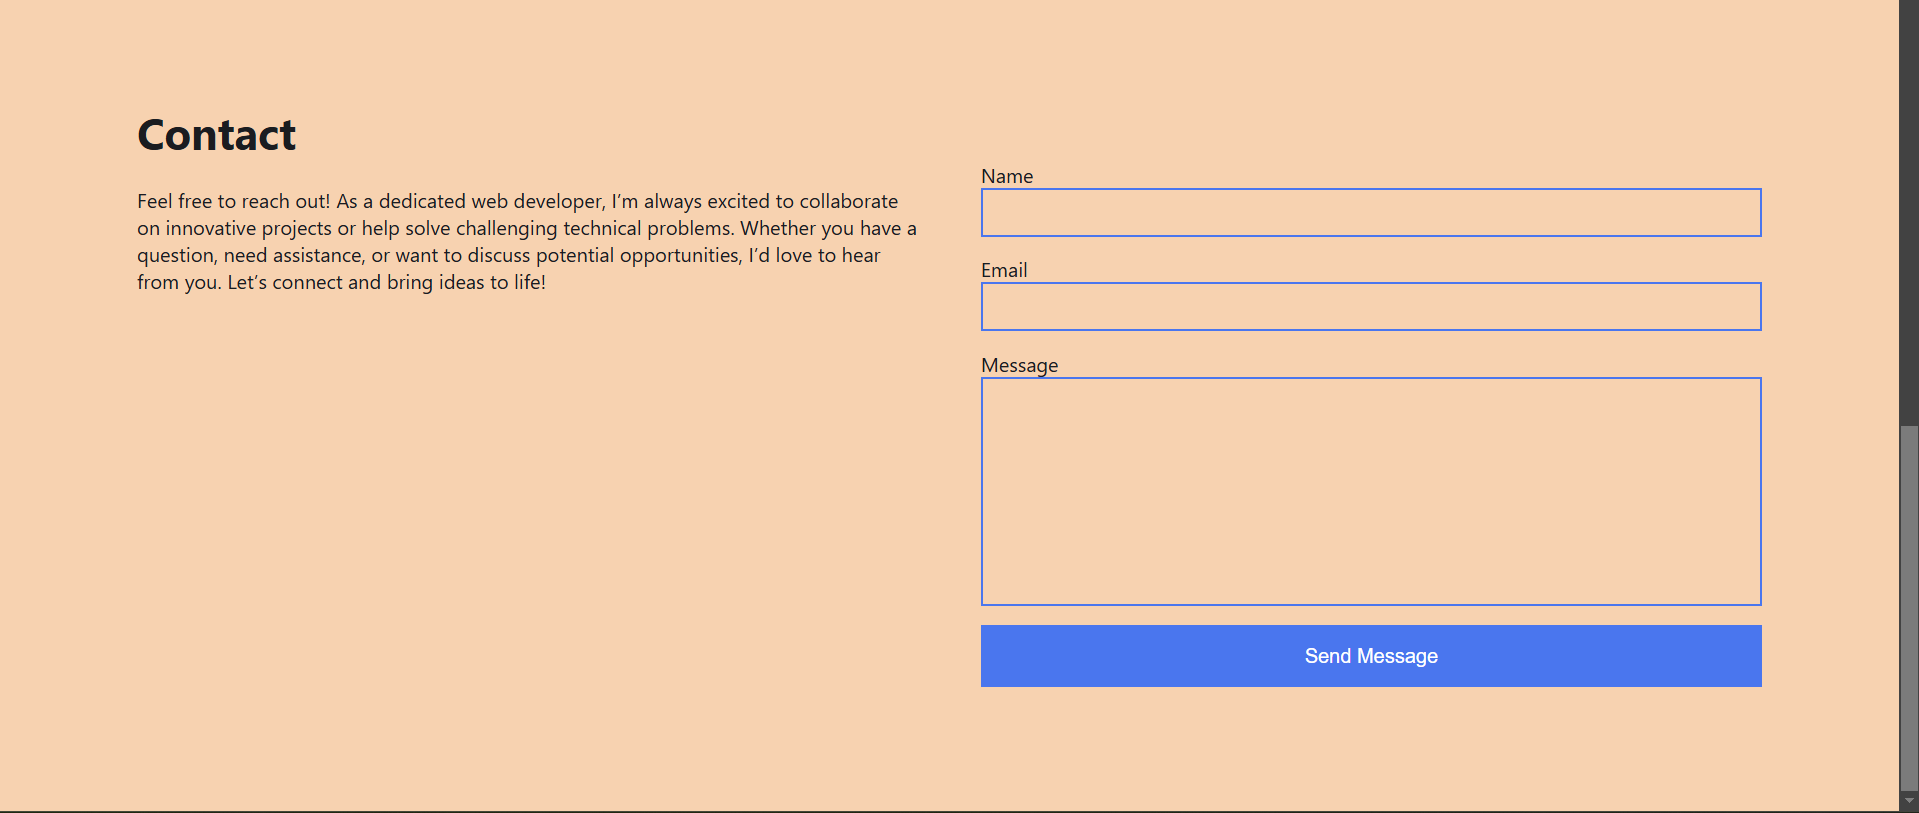 Contact
Feel free to reach out! As a dedicated web developer, I’m always excited to collaborate
on innovative projects or help solve challenging technical problems. Whether you have a
question, need assistance, or want to discuss potential opportunities, I’d love to hear
from you. Let’s connect and bring ideas to life!
Name
Email
Message
Send Message